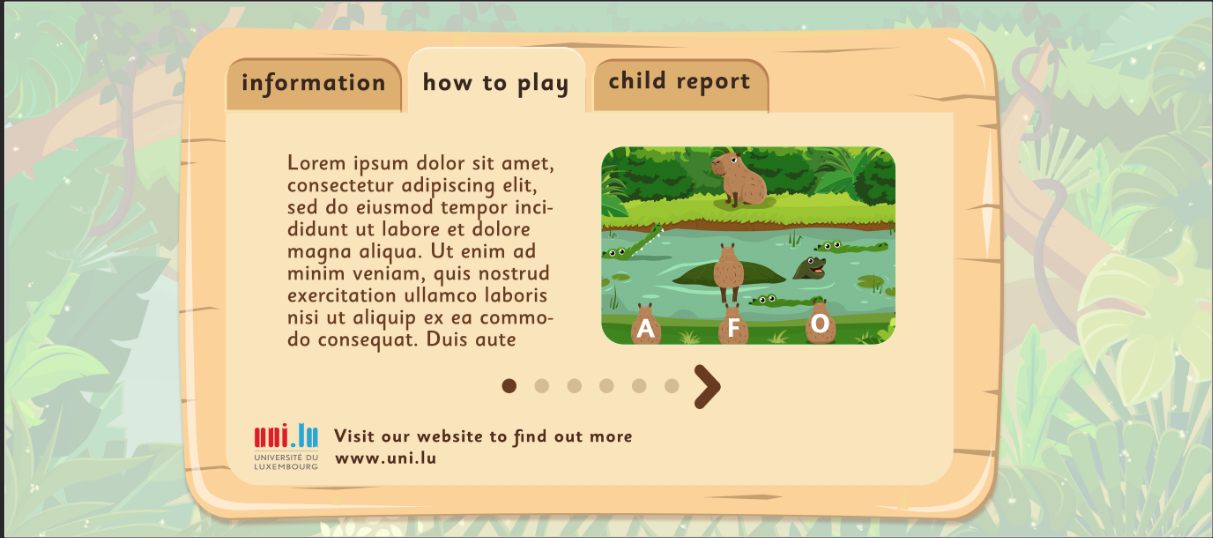 information
how to play
child report
Lorem ipsum dolor sit amet,
consectetur adipiscing elit,
sed do eiusmod tempor inci-
didunt ut labore et dolore
magna aliqua. Ut enim ad
minim veniam, quis nostrud
exercitation ullamco laboris
nisi ut aliquip ex ea commo-
do consequat. Duis aute
A
F
O
uni.lu
UNIVERSITÉ DU
LUXEMBOURG
Visit our website to find out more
www.uni.lu